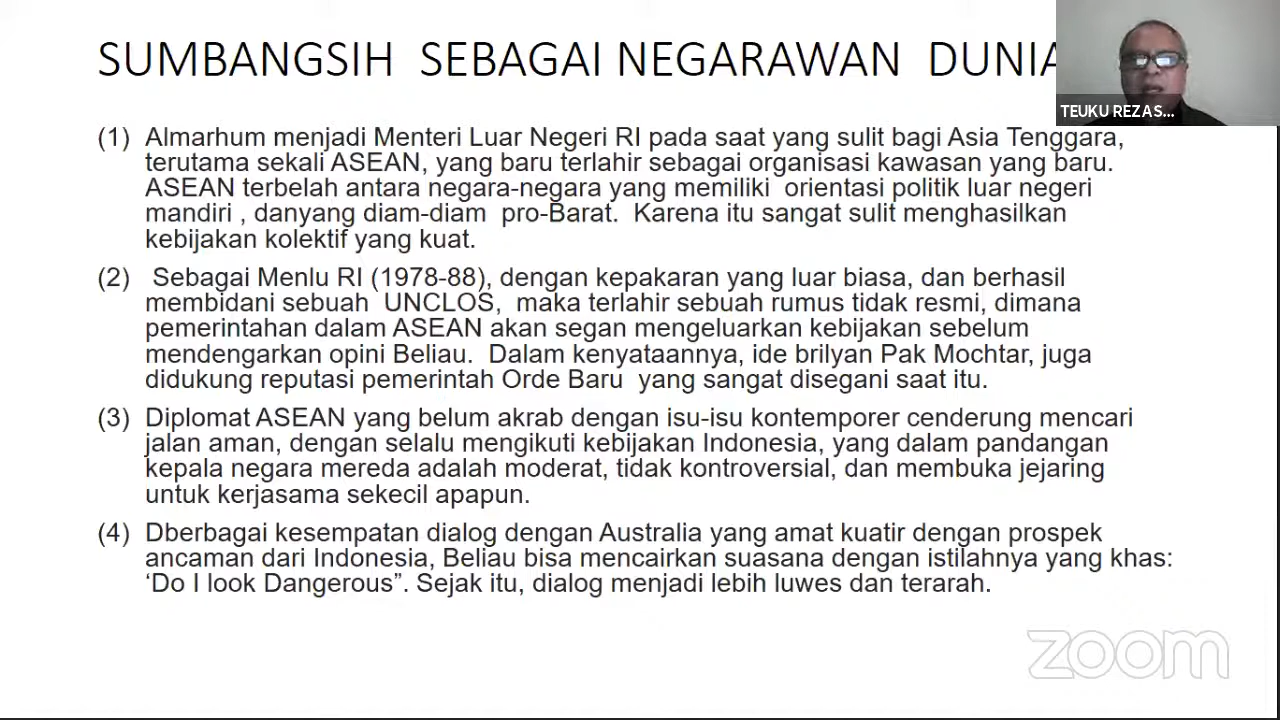 SUMBANGSIH SEBAGAI NEGARAWAN DUNIA
TEUKU REZAS...
(1) Almarhum menjadi Menteri Luar Negeri RI pada saat yang sulit bagi Asia Tenggara,
terutama sekali ASEAN, yang baru terlahir sebagai organisasi kawasan yang baru.
ASEAN terbelah antara negara-negara yang memiliki orientasi politik luar negeri
mandiri , danyang diam-diam pro-Barat. Karena itu sangat sulit menghasilkan
kebijakan kolektif yang kuat.
(2) Sebagai Menlu RI (1978-88), dengan kepakaran yang luar biasa, dan berhasil
membidani sebuah UNCLOS, maka terlahir sebuah rumus tidak resmi, dimana
pemerintahan dalam ASEAN akan segan mengeluarkan kebijakan sebelum
mendengarkan opini Beliau. Dalam kenyataannya, ide brilyan Pak Mochtar, juga
didukung reputasi pemerintah Orde Baru yang sangat disegani saat itu.
(3) Diplomat ASEAN yang belum akrab dengan isu-isu kontemporer cenderung mencari
jalan aman, dengan selalu mengikuti kebijakan Indonesia, yang dalam pandangan
kepala negara mereda adalah moderat, tidak kontroversial, dan membuka jejaring
untuk kerjasama sekecil apapun.
(4) Dberbagai kesempatan dialog dengan Australia yang amat kuatir dengan prospek
ancaman dari Indonesia, Beliau bisa mencairkan suasana dengan istilahnya yang khas:
‘Do I look Dangerous”. Sejak itu, dialog menjadi lebih luwes dan terarah.
zoom